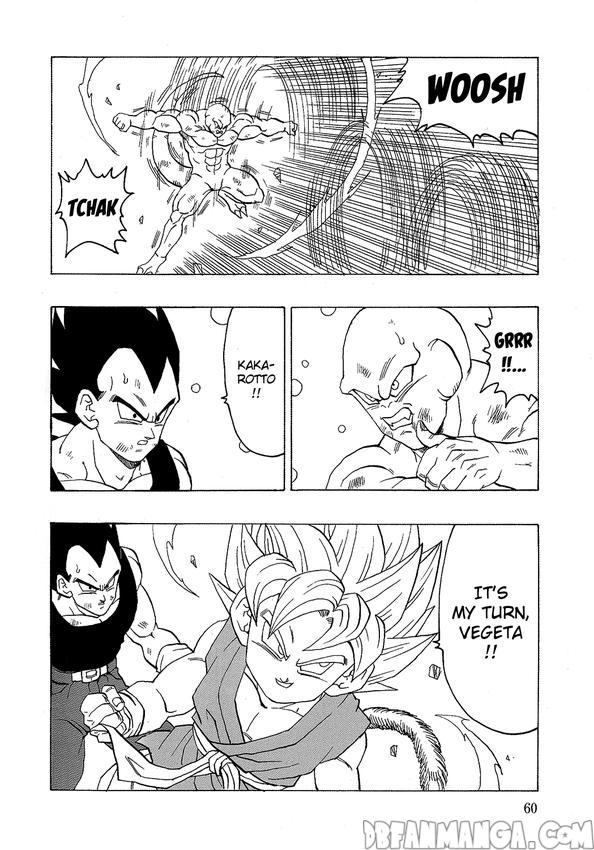 WOOSH
TCHAK
GRRR
!!...
KAKA-
ROTTO
!!
IT'S
MY TURN,
VEGETA
!!
60
DBFANMANGA.COM